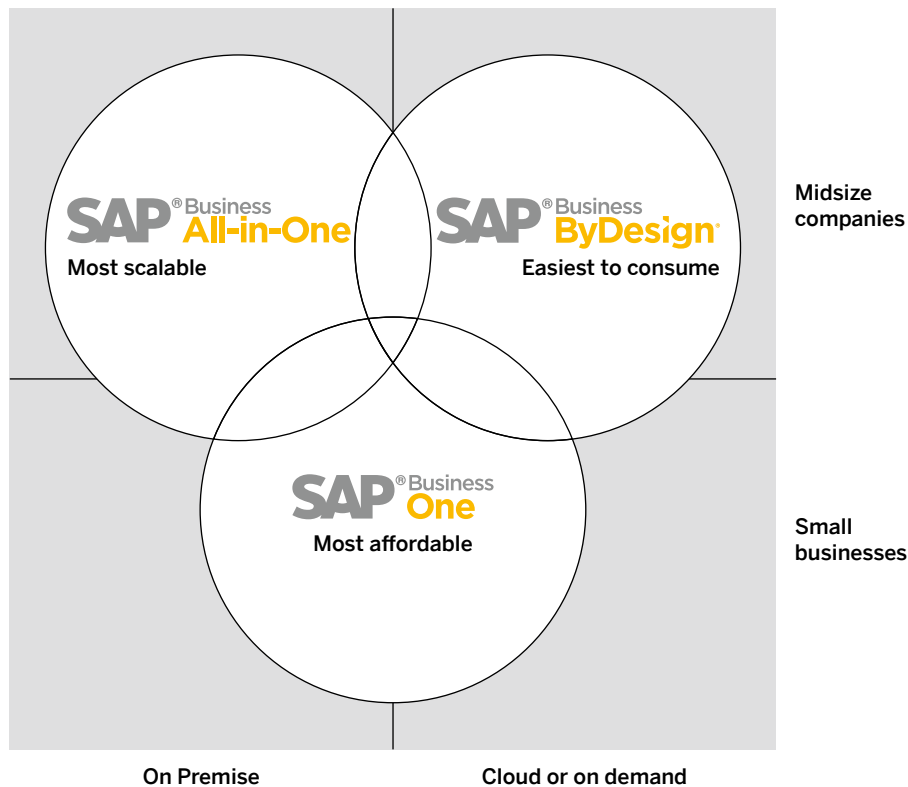 SAP® Business All-in-One
Most scalable
SAP® Business ByDesign®
Easiest to consume
Midsize
companies
SAP® Business One
Most affordable
Small
businesses
On Premise
Cloud or on demand